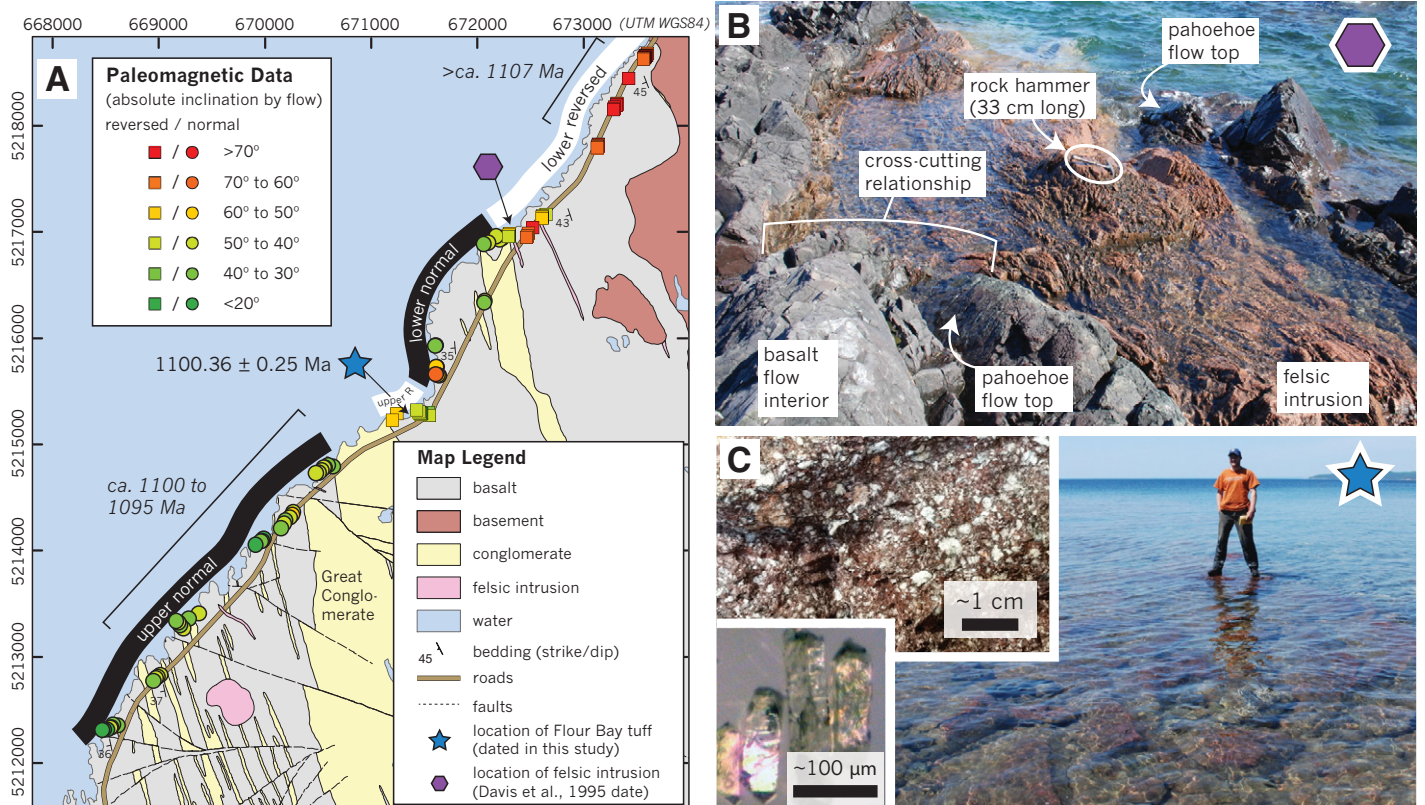 668000 669000 670000 671000 672000 673000 (UTM WGS84)
5218000
5217000
5216000
5215000
5214000
5213000
5212000
A
Paleomagnetic Data
(absolute inclination by flow)
reversed / normal
/ >70°
/ 70° to 60°
/ 60° to 50°
/ 50° to 40°
/ 40° to 30°
/ <20°
>ca. 1107 Ma
lower reversed
45
43
lower normal
35
1100.36 ± 0.25 Ma
upper R
ca. 1100 to
1095 Ma
upper normal
Great
Conglo-
merate
37
36
Map Legend
basalt
basement
conglomerate
felsic intrusion
water
45 bedding (strike/dip)
roads
faults
location of Flour Bay tuff
(dated in this study)
location of felsic intrusion
(Davis et al., 1995 date)
B
pahoehoe
flow top
rock hammer
(33 cm long)
cross-cutting
relationship
basalt
flow
interior
pahoehoe
flow top
felsic
intrusion
C
~1 cm
~100 µm